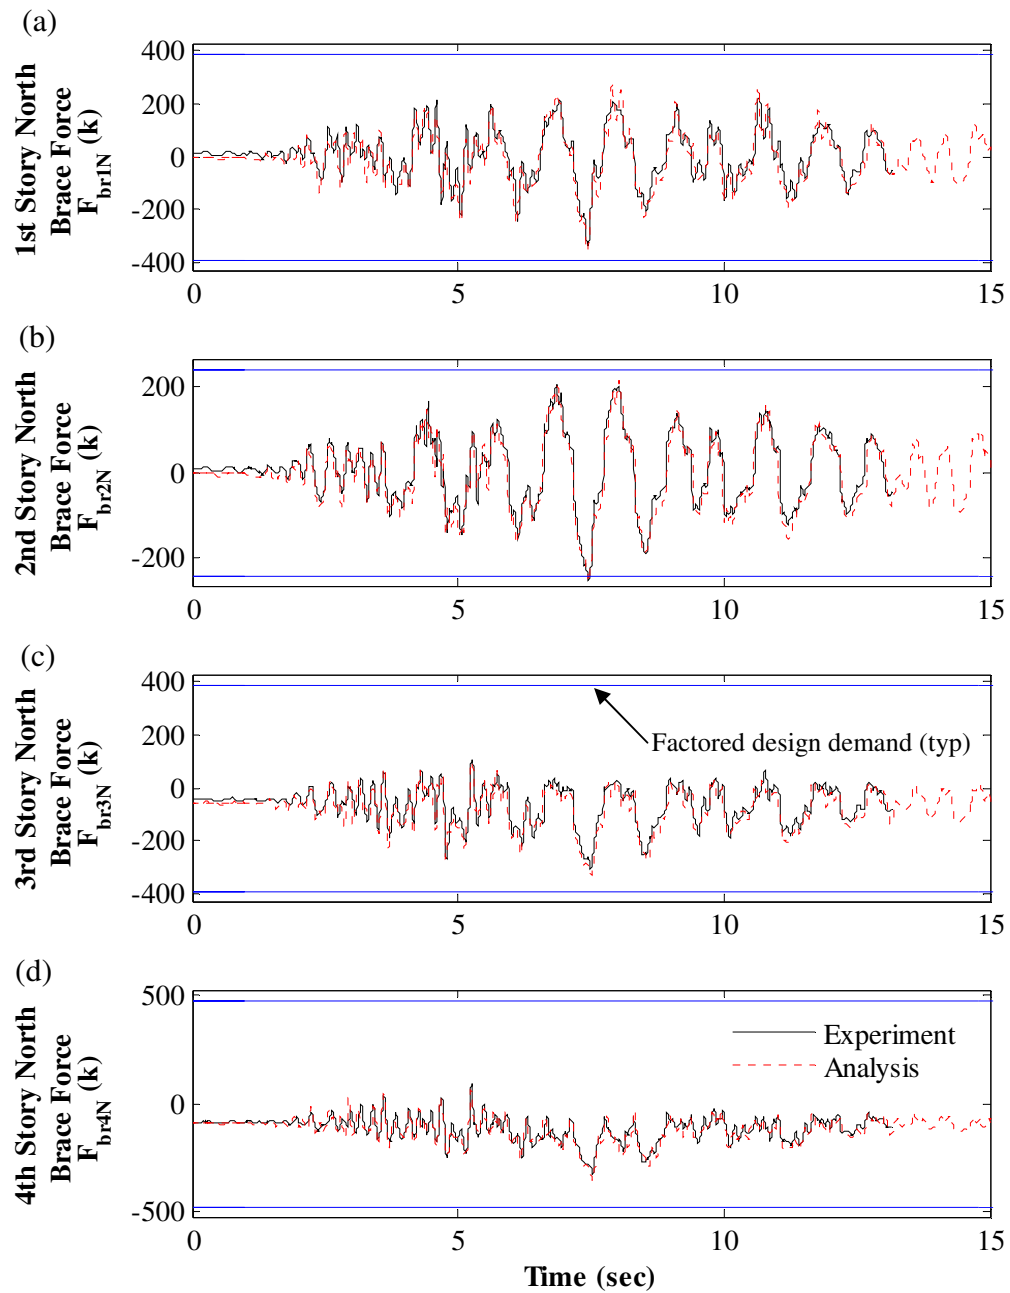 (a)
1st Story North
Brace Force
F_br1N (k)
400
200
0
-200
-400
0
5
10
15
(b)
2nd Story North
Brace Force
F_br2N (k)
200
0
-200
0
5
10
15
(c)
3rd Story North
Brace Force
F_br3N (k)
400
200
0
-200
-400
Factored design demand (typ)
0
5
10
15
(d)
4th Story North
Brace Force
F_br4N (k)
500
0
-500
Experiment
Analysis
0
5
10
15
Time (sec)